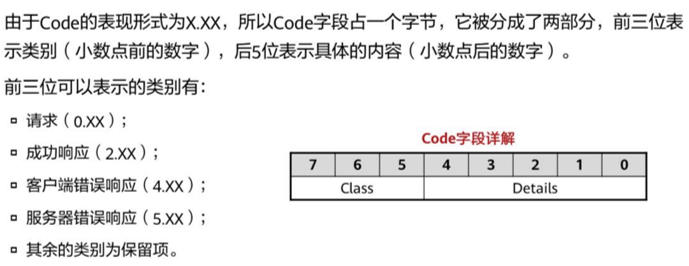 由于Code的表现形式为X.XX，所以Code字段占一个字节，它被分成了两部分，前三位表
示类别（小数点前的数字），后5位表示具体的内容（小数点后的数字）。
前三位可以表示的类别有：
▫ 请求（0.XX）；
▫ 成功响应（2.XX）；
▫ 客户端错误响应（4.XX）；
▫ 服务器错误响应（5.XX）；
▫ 其余的类别为保留项。
Code字段详解
7 6 5 4 3 2 1 0
Class Details